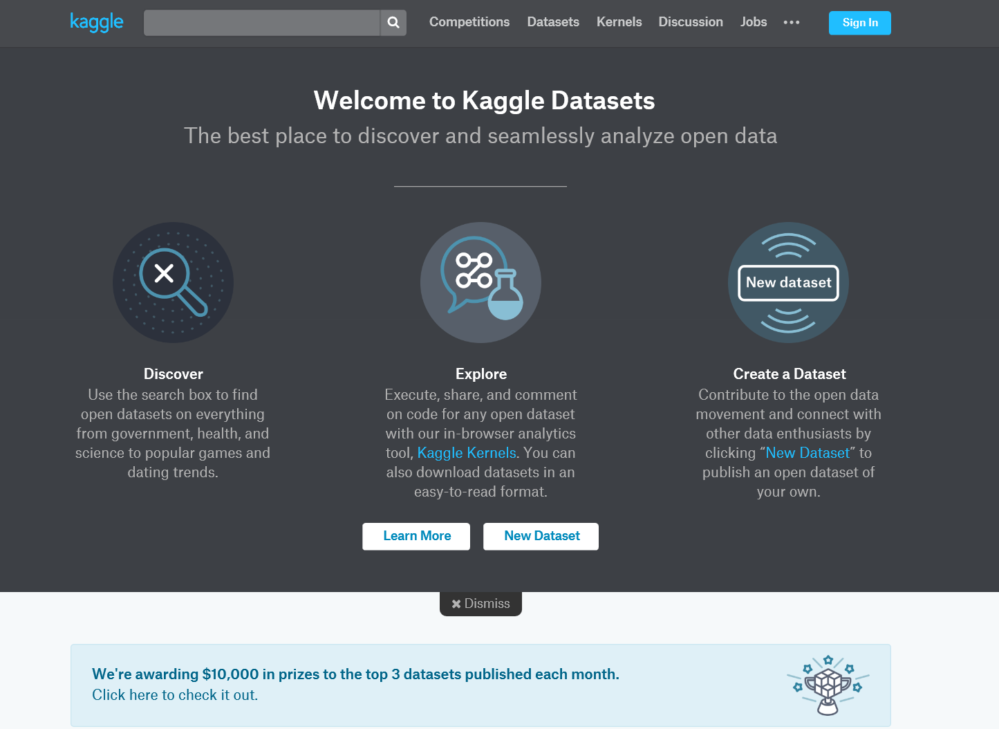 kaggle
Competitions Datasets Kernels Discussion Jobs ••• Sign In
Welcome to Kaggle Datasets
The best place to discover and seamlessly analyze open data
New dataset
Discover
Use the search box to find
open datasets on everything
from government, health, and
science to popular games and
dating trends.
Explore
Execute, share, and comment
on code for any open dataset
with our in-browser analytics
tool, Kaggle Kernels. You can
also download datasets in an
easy-to-read format.
Create a Dataset
Contribute to the open data
movement and connect with
other data enthusiasts by
clicking “New Dataset” to
publish an open dataset of
your own.
Learn More
New Dataset
✖ Dismiss
We're awarding $10,000 in prizes to the top 3 datasets published each month.
Click here to check it out.